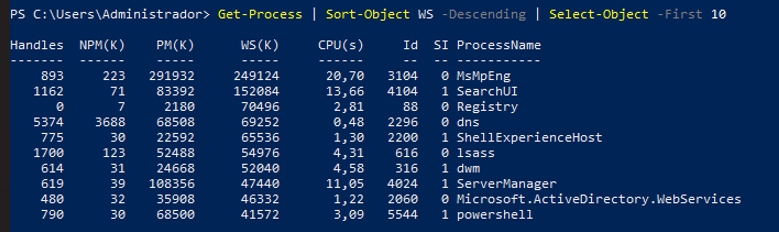 PS C:\Users\Administrador> Get-Process | Sort-Object WS -Descending | Select-Object -First 10
Handles  NPM(K)    PM(K)      WS(K)     CPU(s)     Id  SI ProcessName
-------  ------    -----      -----     ------     --  -- -----------
    893     223   291932     249124      20,70   3104   0 MsMpEng
   1162      71    83392     152084      13,66   4104   1 SearchUI
      0       7     2180      70496       2,81     88   0 Registry
   5374    3688    68508      69252       0,48   2296   0 dns
    775      30    22592      65536       1,30   2200   1 ShellExperienceHost
   1700     123    52488      54976       4,31    616   0 lsass
    614      31    24668      52040       4,58    316   1 dwm
    619      39   108356      47440      11,05   4024   1 ServerManager
    480      32    35908      46332       1,22   2060   0 Microsoft.ActiveDirectory.WebServices
    790      30    68500      41572       3,09   5544   1 powershell